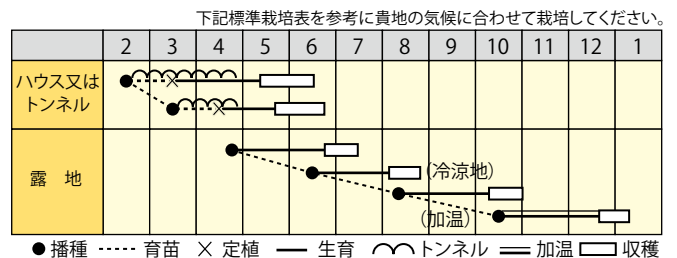 下記標準栽培表を参考に貴地の気候に合わせて栽培してください。
2 3 4 5 6 7 8 9 10 11 12 1
ハウス又は
トンネル
露 地
(冷涼地)
(加温)
播種 育苗 定植 生育 トンネル 加温 収穫